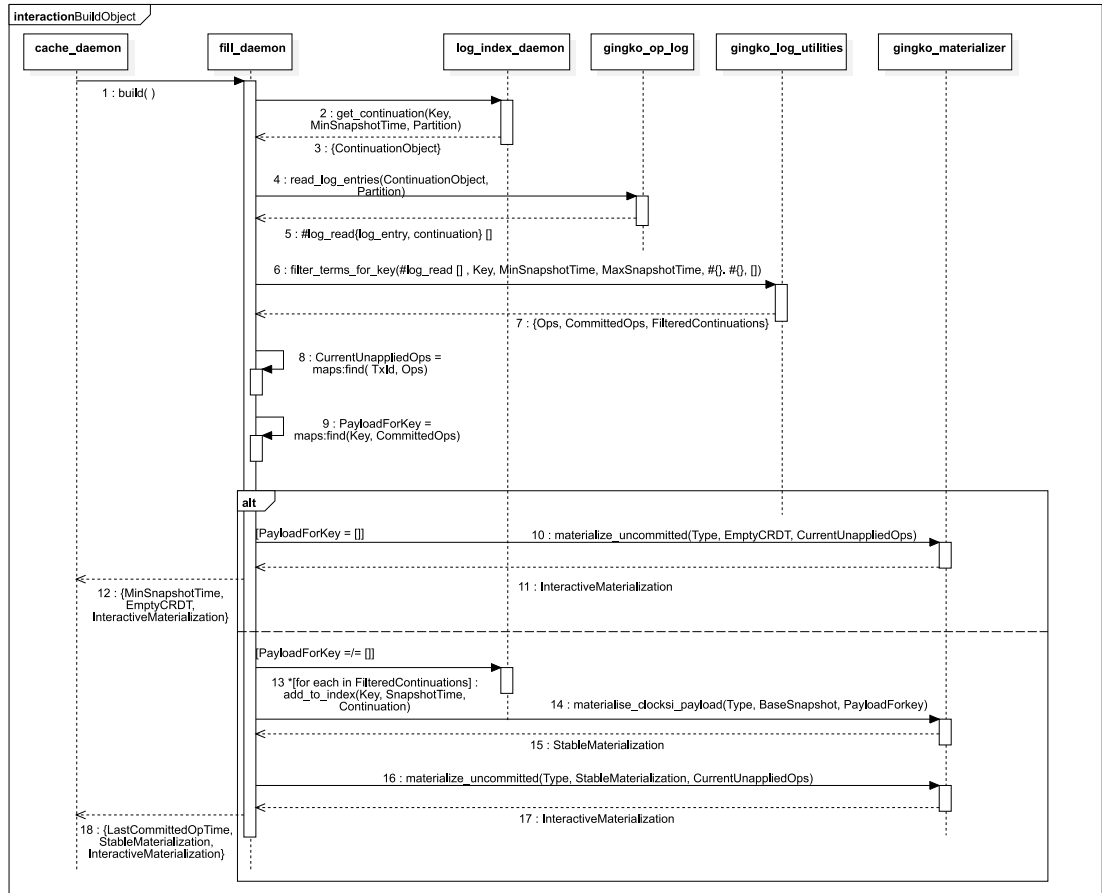 interactionBuildObject
cache_daemon
fill_daemon
log_index_daemon
gingko_op_log
gingko_log_utilities
gingko_materializer
1 : build( )
2 : get_continuation(Key,
MinSnapshotTime, Partition)
3 : {ContinuationObject}
4 : read_log_entries(ContinuationObject,
Partition)
5 : #log_read{log_entry, continuation} []
6 : filter_terms_for_key(#log_read [] , Key, MinSnapshotTime, MaxSnapshotTime, #{}. #{}, [])
7 : {Ops, CommittedOps, FilteredContinuations}
8 : CurrentUnappliedOps =
maps:find( TxId, Ops)
9 : PayloadForKey =
maps:find(Key, CommittedOps)
alt
[PayloadForKey = []]
10 : materialize_uncommitted(Type, EmptyCRDT, CurrentUnappliedOps)
11 : InteractiveMaterialization
12 : {MinSnapshotTime,
EmptyCRDT,
InteractiveMaterialization}
[PayloadForKey =/= []]
13 *[for each in FilteredContinuations] :
add_to_index(Key, SnapshotTime,
Continuation)
14 : materialise_clocksi_payload(Type, BaseSnapshot, PayloadForkey)
15 : StableMaterialization
16 : materialize_uncommitted(Type, StableMaterialization, CurrentUnappliedOps)
17 : InteractiveMaterialization
18 : {LastCommittedOpTime,
StableMaterialization,
InteractiveMaterialization}